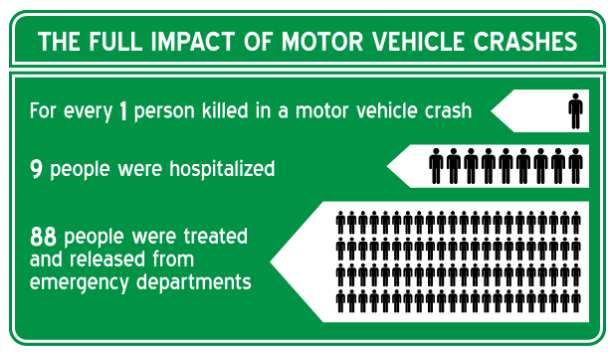 THE FULL IMPACT OF MOTOR VEHICLE CRASHES
For every 1 person killed in a motor vehicle crash
9 people were hospitalized
88 people were treated
and released from
emergency departments